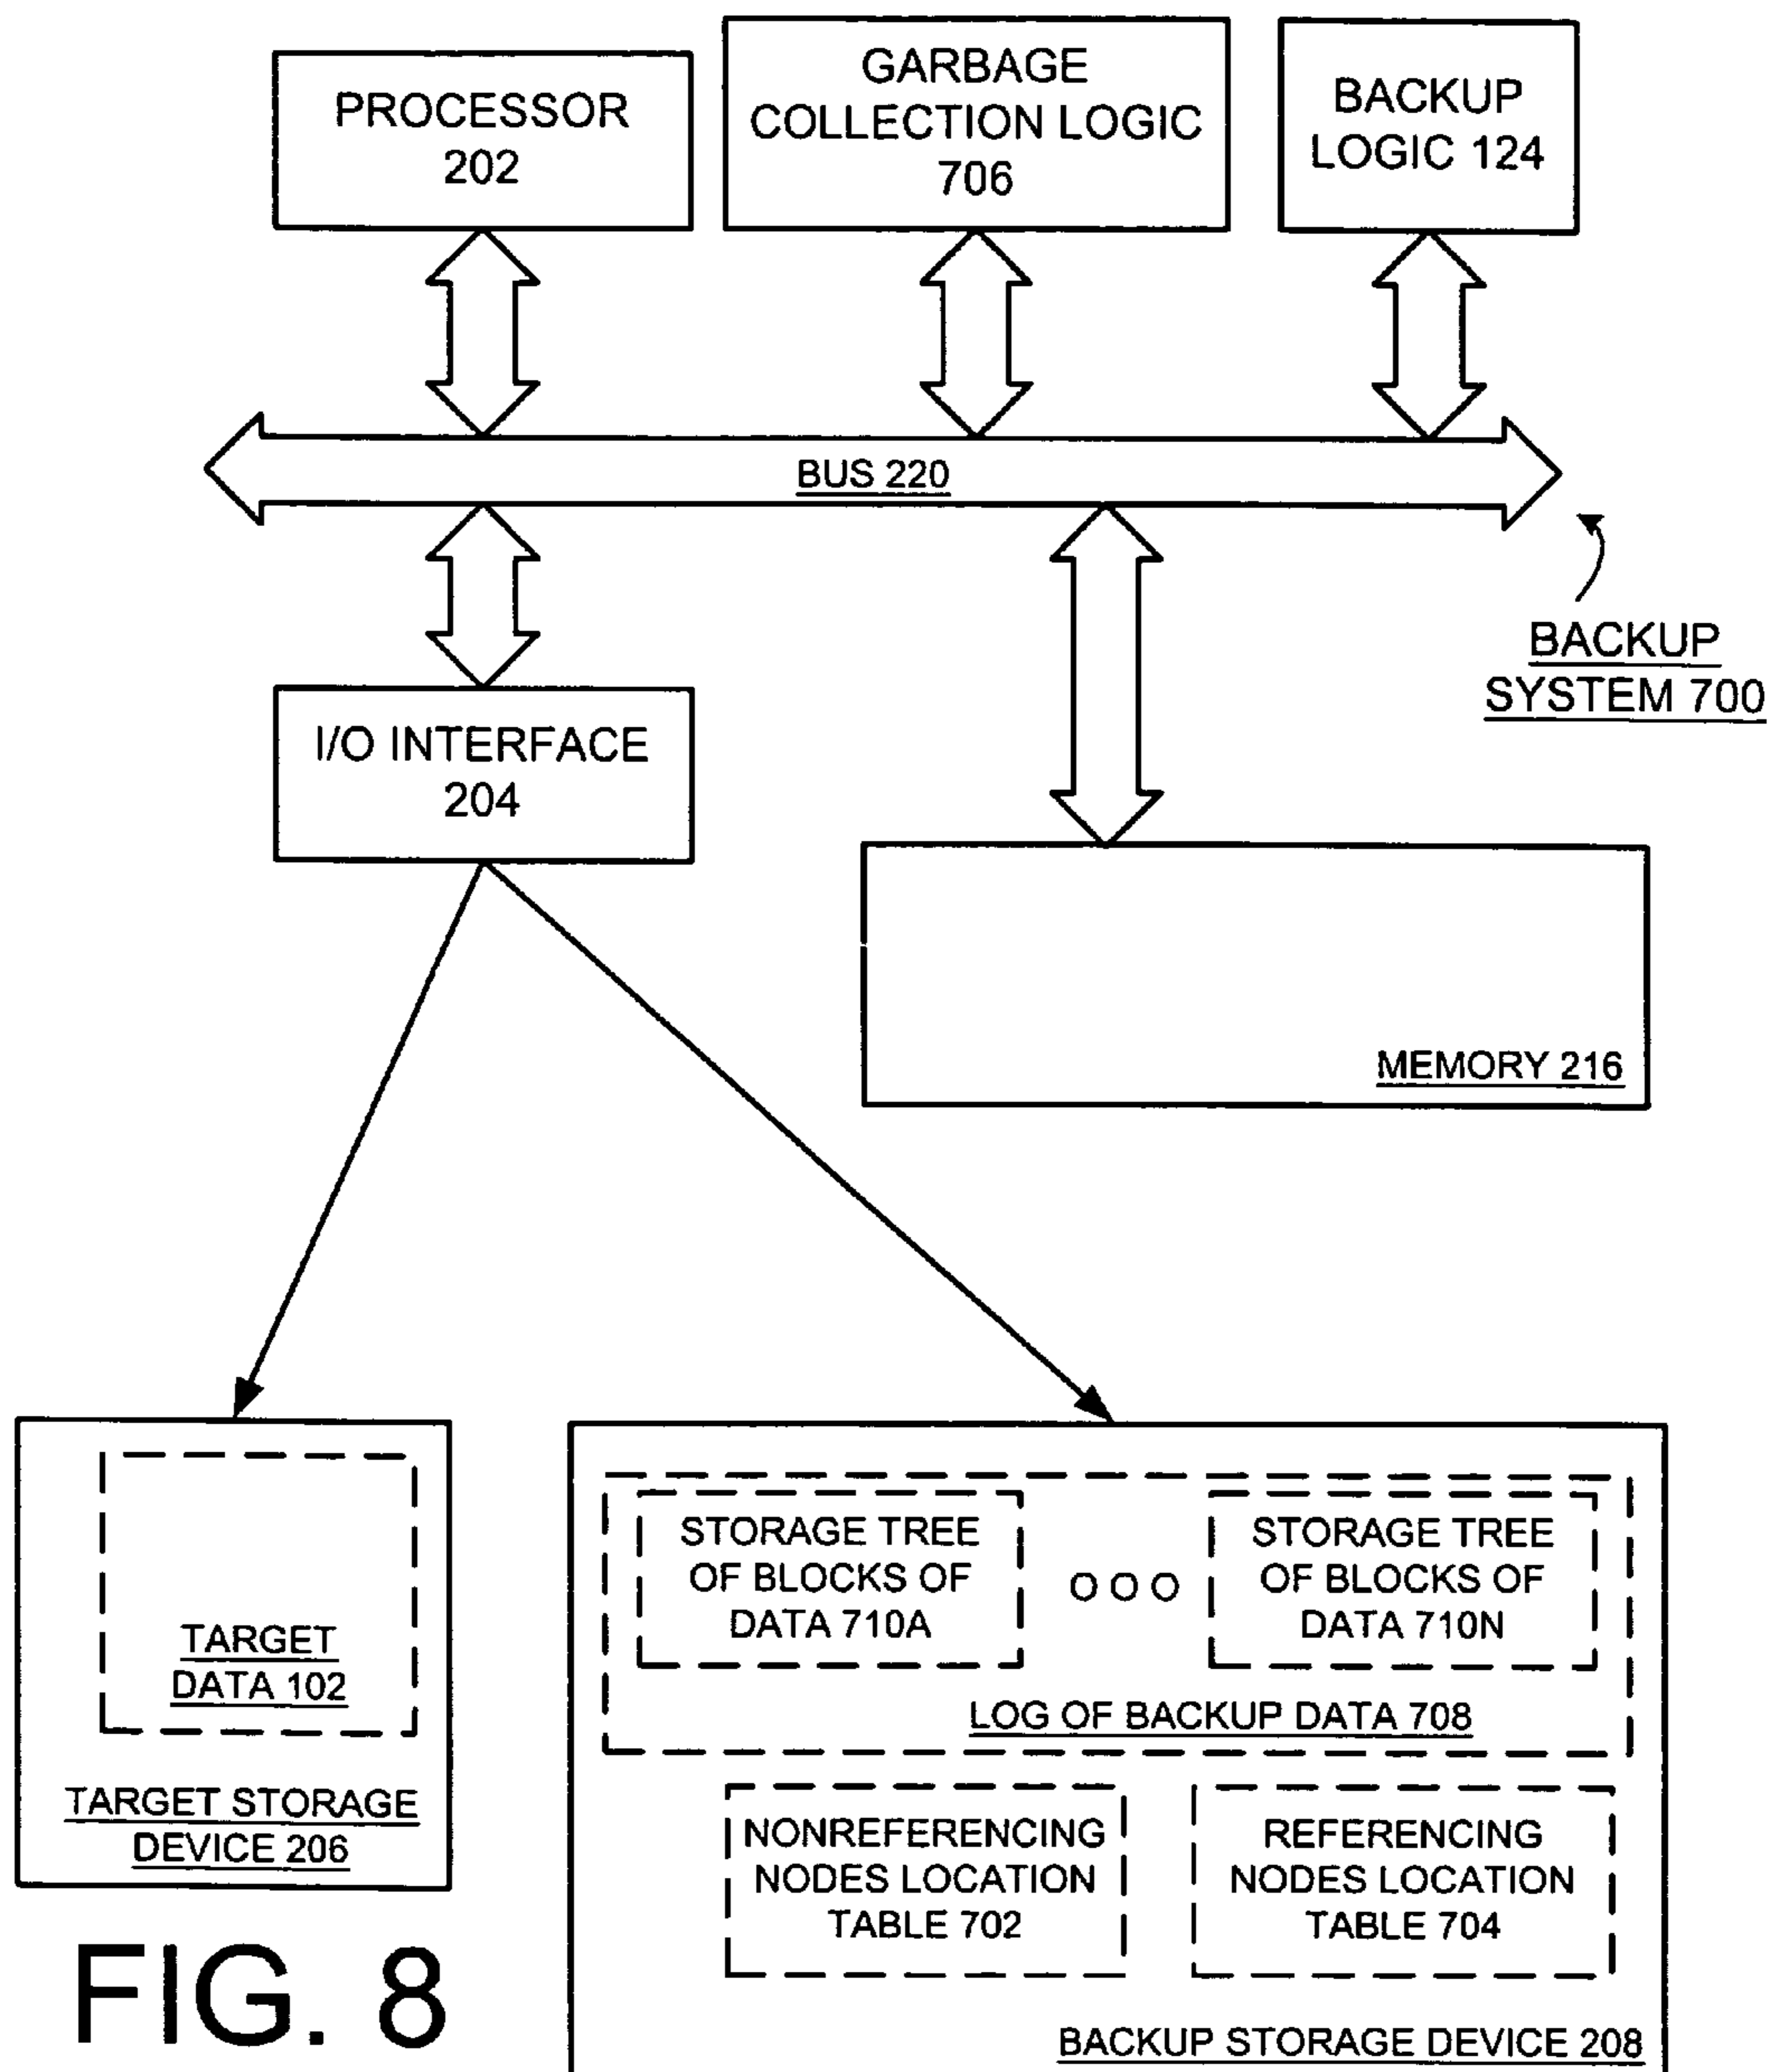 PROCESSOR
202
GARBAGE
COLLECTION LOGIC
706
BACKUP
LOGIC 124
BUS 220
BACKUP
SYSTEM 700
I/O INTERFACE
204
MEMORY 216
TARGET
DATA 102
TARGET STORAGE
DEVICE 206
STORAGE TREE
OF BLOCKS OF
DATA 710A
STORAGE TREE
OF BLOCKS OF
DATA 710N
LOG OF BACKUP DATA 708
NONREFERENCING
NODES LOCATION
TABLE 702
REFERENCING
NODES LOCATION
TABLE 704
BACKUP STORAGE DEVICE 208
FIG. 8